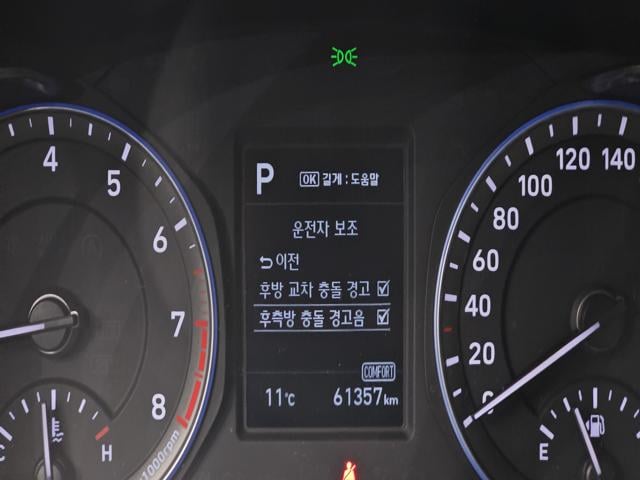 4
5
6
7
8
x1000rpm
C
H
P
OK 길게 : 도움말
운전자 보조
이전
후방 교차 충돌 경고
후측방 충돌 경고음
COMFORT
11℃ 61357km
0
20
40
60
80
100
120
140
E